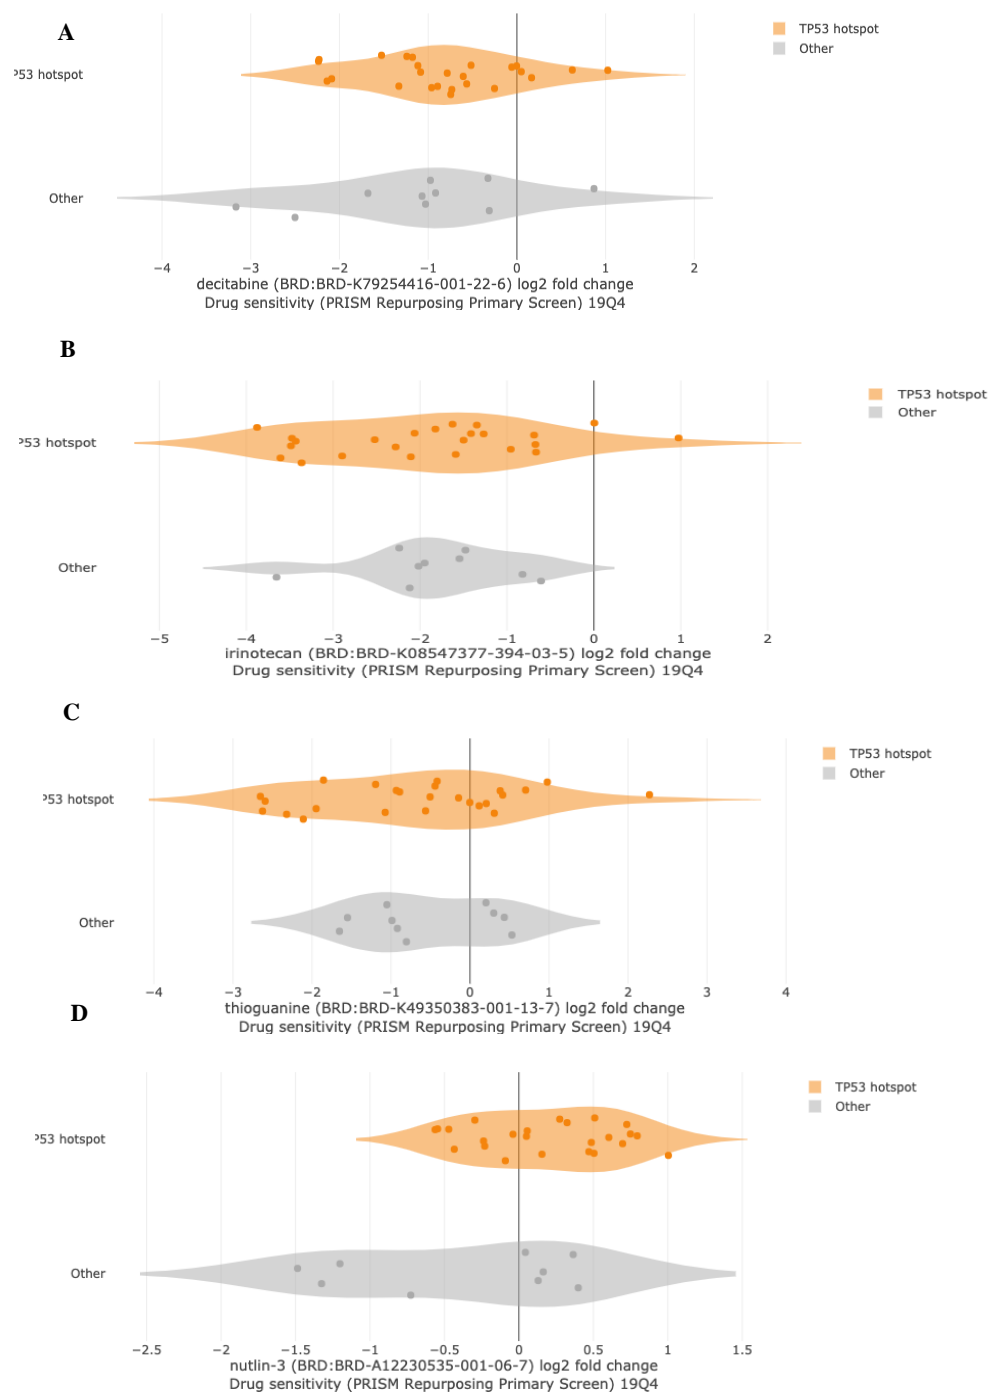 A
TP53 hotspot
Other
P53 hotspot
Other
−4 −3 −2 −1 0 1 2
decitabine (BRD:BRD-K79254416-001-22-6) log2 fold change
Drug sensitivity (PRISM Repurposing Primary Screen) 19Q4
B
TP53 hotspot
Other
P53 hotspot
Other
−5 −4 −3 −2 −1 0 1 2
irinotecan (BRD:BRD-K08547377-394-03-5) log2 fold change
Drug sensitivity (PRISM Repurposing Primary Screen) 19Q4
C
TP53 hotspot
Other
P53 hotspot
Other
−4 −3 −2 −1 0 1 2 3 4
thioguanine (BRD:BRD-K49350383-001-13-7) log2 fold change
Drug sensitivity (PRISM Repurposing Primary Screen) 19Q4
D
TP53 hotspot
Other
P53 hotspot
Other
−2.5 −2 −1.5 −1 −0.5 0 0.5 1 1.5
nutlin-3 (BRD:BRD-A12230535-001-06-7) log2 fold change
Drug sensitivity (PRISM Repurposing Primary Screen) 19Q4